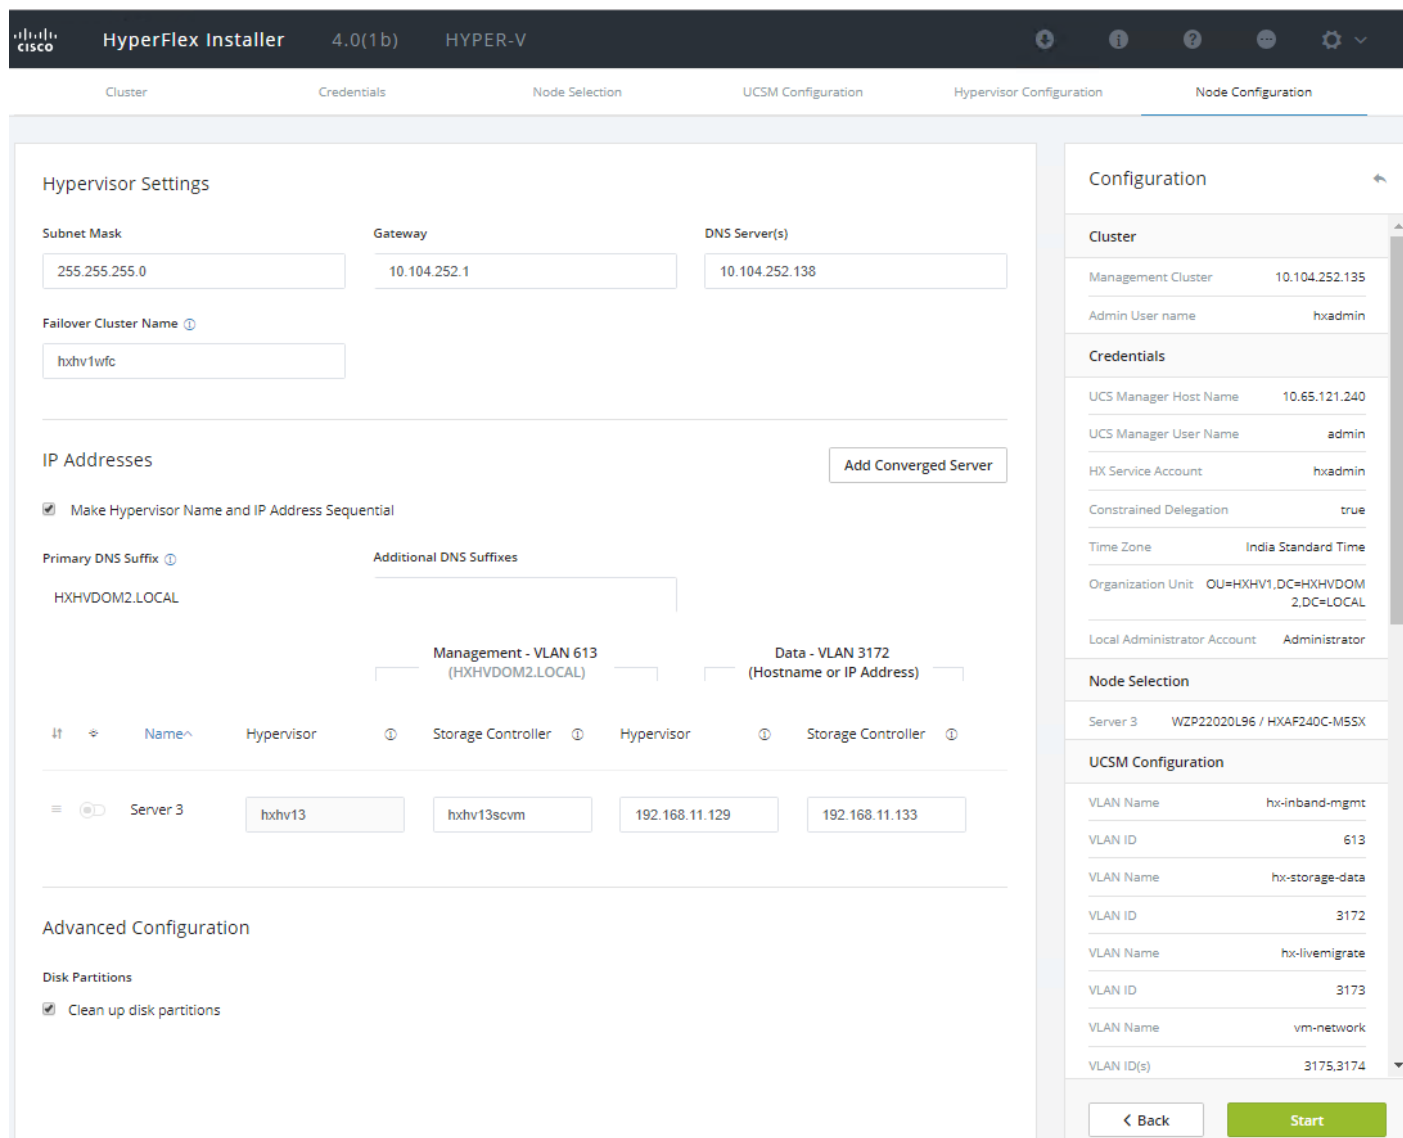 cisco HyperFlex Installer 4.0(1b) HYPER-V
Cluster Credentials Node Selection UCSM Configuration Hypervisor Configuration Node Configuration
Hypervisor Settings
Subnet Mask Gateway DNS Server(s)
255.255.255.0 10.104.252.1 10.104.252.138
Failover Cluster Name
hxhv1wfc
IP Addresses
Add Converged Server
Make Hypervisor Name and IP Address Sequential
Primary DNS Suffix Additional DNS Suffixes
HXHVDOM2.LOCAL
Management - VLAN 613 Data - VLAN 3172
(HXHVDOM2.LOCAL) (Hostname or IP Address)
Name Hypervisor Storage Controller Hypervisor Storage Controller
Server 3 hxhv13 hxhv13scvm 192.168.11.129 192.168.11.133
Advanced Configuration
Disk Partitions
Clean up disk partitions
Configuration
Cluster
Management Cluster 10.104.252.135
Admin User name hxadmin
Credentials
UCS Manager Host Name 10.65.121.240
UCS Manager User Name admin
HX Service Account hxadmin
Constrained Delegation true
Time Zone India Standard Time
Organization Unit OU=HXHV1,DC=HXHVDOM
2,DC=LOCAL
Local Administrator Account Administrator
Node Selection
Server 3 WZP22020L96 / HXAF240C-M5SX
UCSM Configuration
VLAN Name hx-inband-mgmt
VLAN ID 613
VLAN Name hx-storage-data
VLAN ID 3172
VLAN Name hx-livemigrate
VLAN ID 3173
VLAN Name vm-network
VLAN ID(s) 3175,3174
< Back Start